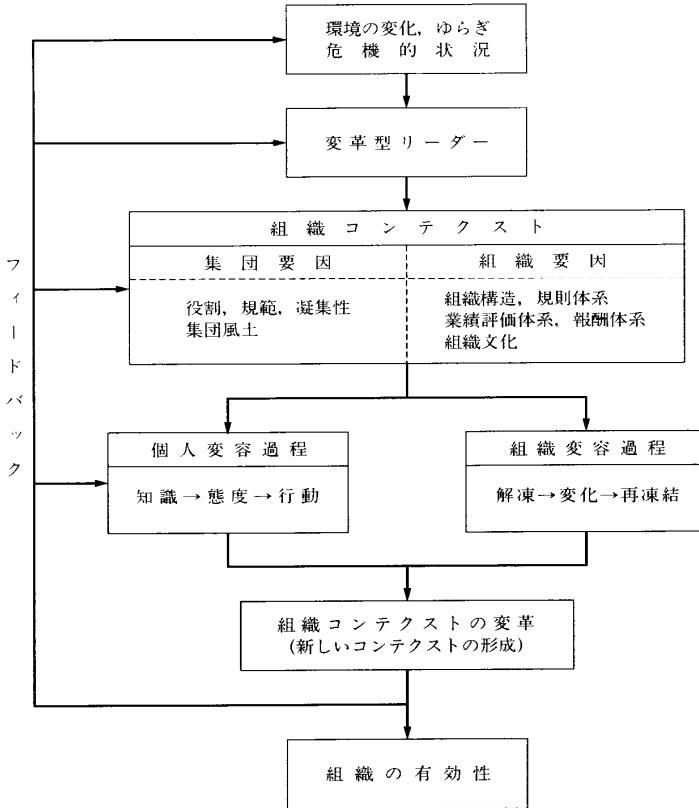 環境の変化，ゆらぎ
危機的状況
変革型リーダー
組織コンテクスト
集団要因
組織要因
役割，規範，凝集性
集団風土
組織構造，規則体系
業績評価体系，報酬体系
組織文化
フィードバック
個人変容過程
知識→態度→行動
組織変容過程
解凍→変化→再凍結
組織コンテクストの変革
(新しいコンテクストの形成)
組織の有効性